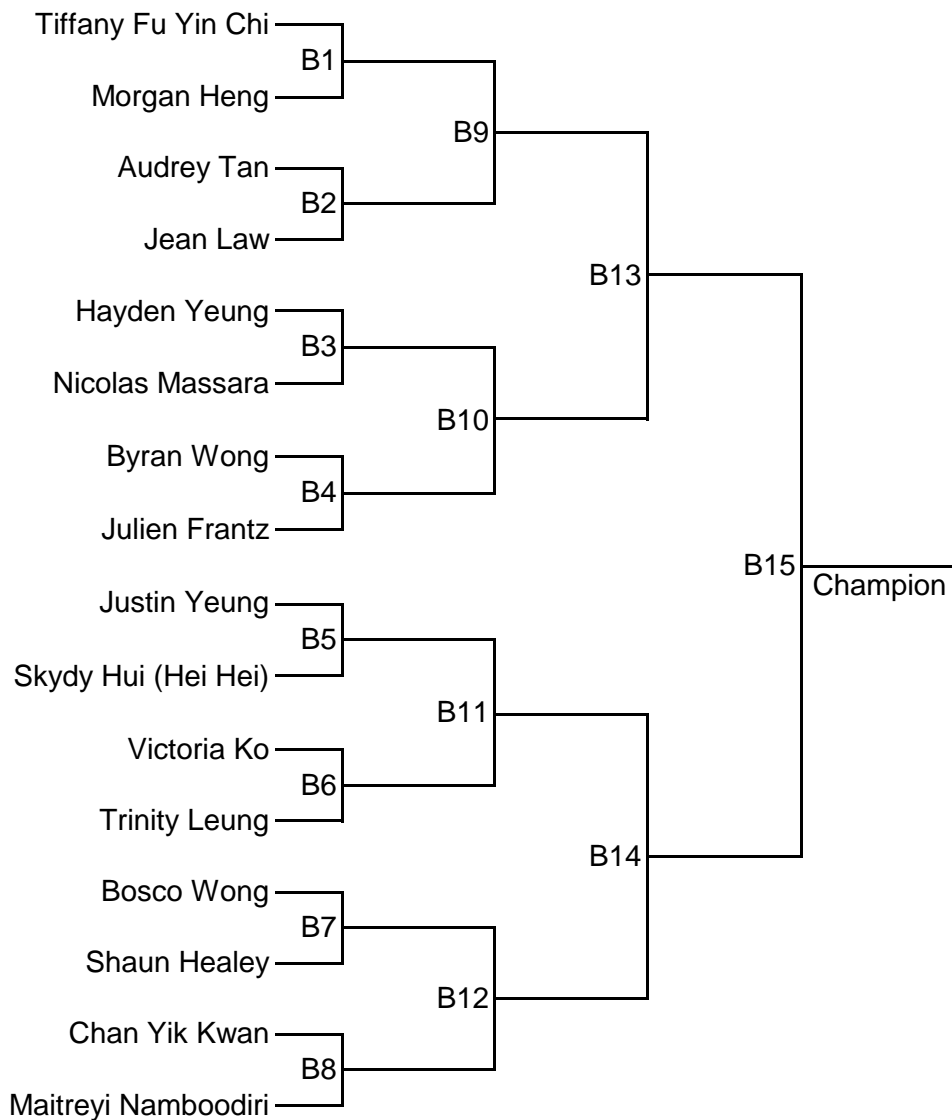 Tiffany Fu Yin Chi
B1
Morgan Heng
B9
Audrey Tan
B2
Jean Law
B13
Hayden Yeung
B3
Nicolas Massara
B10
Byran Wong
B4
Julien Frantz
B15
Champion
Justin Yeung
B5
Skydy Hui (Hei Hei)
B11
Victoria Ko
B6
Trinity Leung
B14
Bosco Wong
B7
Shaun Healey
B12
Chan Yik Kwan
B8
Maitreyi Namboodiri